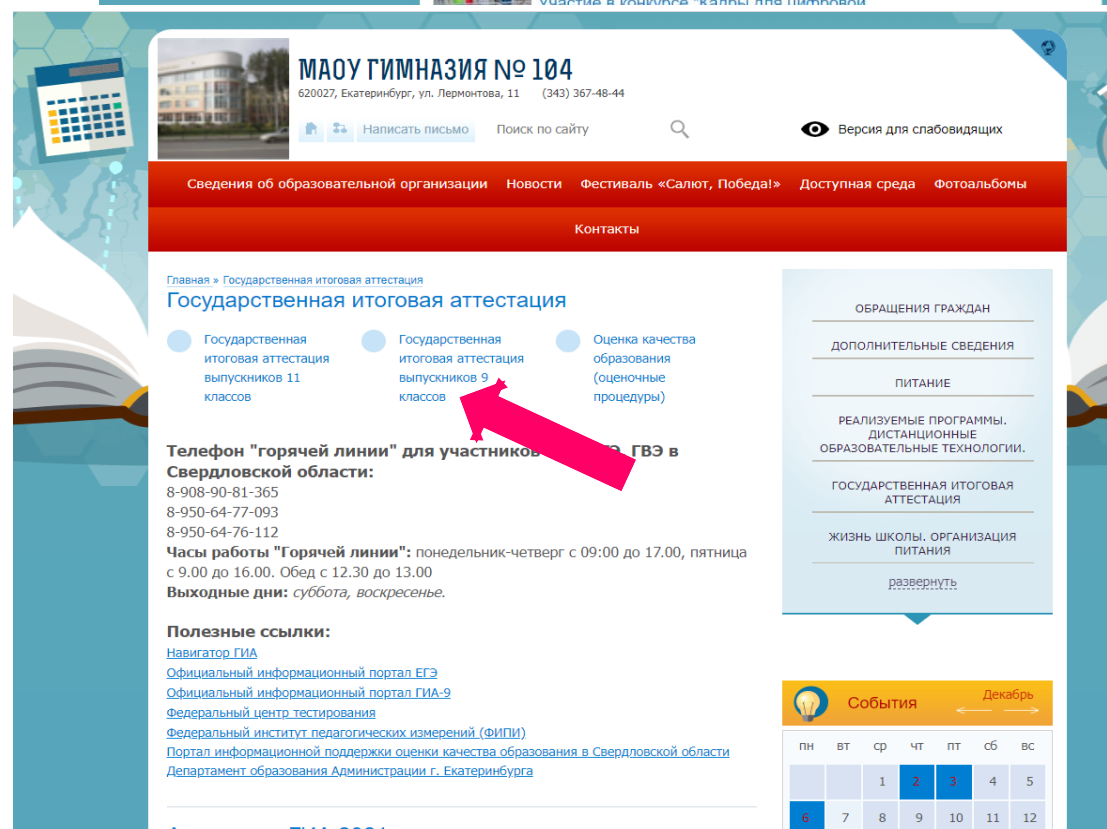 Участие в конкурсе "Кадры для цифровой
МАОУ ГИМНАЗИЯ № 104
620027, Екатеринбург, ул. Лермонтова, 11 (343) 367-48-44
Написать письмо Поиск по сайту Версия для слабовидящих
Сведения об образовательной организации Новости Фестиваль «Салют, Победа!» Доступная среда Фотоальбомы
Контакты
Главная » Государственная итоговая аттестация
Государственная итоговая аттестация
Государственная
итоговая аттестация
выпускников 11
классов
Государственная
итоговая аттестация
выпускников 9
классов
Оценка качества
образования
(оценочные
процедуры)
Телефон "горячей линии" для участников ГВЭ в
Свердловской области:
8-908-90-81-365
8-950-64-77-093
8-950-64-76-112
Часы работы "Горячей линии": понедельник-четверг с 09:00 до 17.00, пятница
с 9.00 до 16.00. Обед с 12.30 до 13.00
Выходные дни: суббота, воскресенье.
Полезные ссылки:
Навигатор ГИА
Официальный информационный портал ЕГЭ
Официальный информационный портал ГИА-9
Федеральный центр тестирования
Федеральный институт педагогических измерений (ФИПИ)
Портал информационной поддержки оценки качества образования в Свердловской области
Департамент образования Администрации г. Екатеринбурга
ОБРАЩЕНИЯ ГРАЖДАН
ДОПОЛНИТЕЛЬНЫЕ СВЕДЕНИЯ
ПИТАНИЕ
РЕАЛИЗУЕМЫЕ ПРОГРАММЫ.
ДИСТАНЦИОННЫЕ
ОБРАЗОВАТЕЛЬНЫЕ ТЕХНОЛОГИИ.
ГОСУДАРСТВЕННАЯ ИТОГОВАЯ
АТТЕСТАЦИЯ
ЖИЗНЬ ШКОЛЫ. ОРГАНИЗАЦИЯ
ПИТАНИЯ
развернуть
События Декабрь
пн вт ср чт пт сб вс
1 2 3 4 5
6 7 8 9 10 11 12